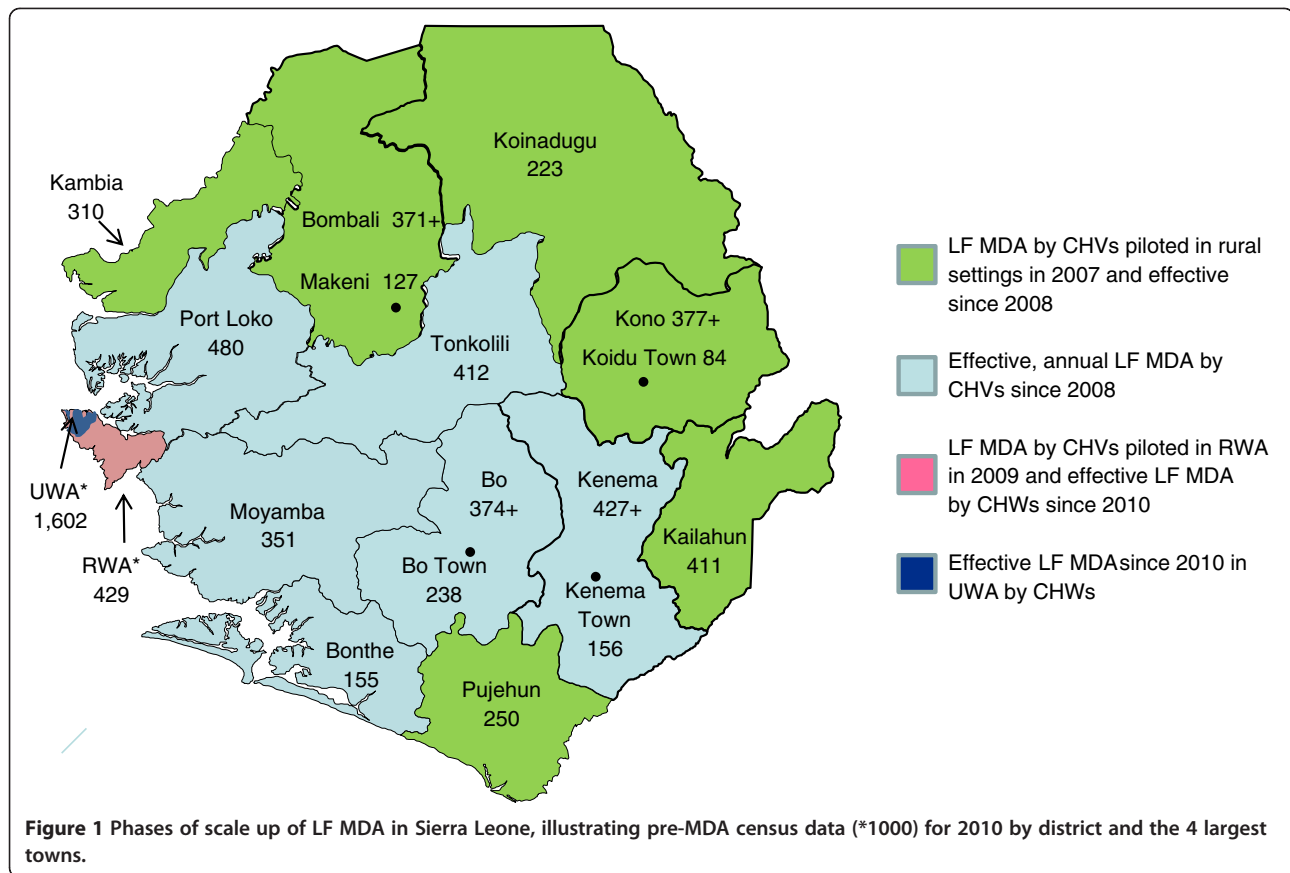 Koinadugu
223
Kambia
310
Bombali 371+
Makeni 127
Port Loko
480
Tonkolili
412
Kono 377+
Koidu Town 84
UWA*
1,602
RWA*
429
Moyamba
351
Bo
374+
Bo Town
238
Kenema
427+
Kenema
Town
156
Kailahun
411
Bonthe
155
Pujehun
250
LF MDA by CHVs piloted in rural
settings in 2007 and effective
since 2008
Effective, annual LF MDA by
CHVs since 2008
LF MDA by CHVs piloted in RWA
in 2009 and effective LF MDA
by CHWs since 2010
Effective LF MDAsince 2010 in
UWA by CHWs
Figure 1 Phases of scale up of LF MDA in Sierra Leone, illustrating pre-MDA census data (*1000) for 2010 by district and the 4 largest
towns.